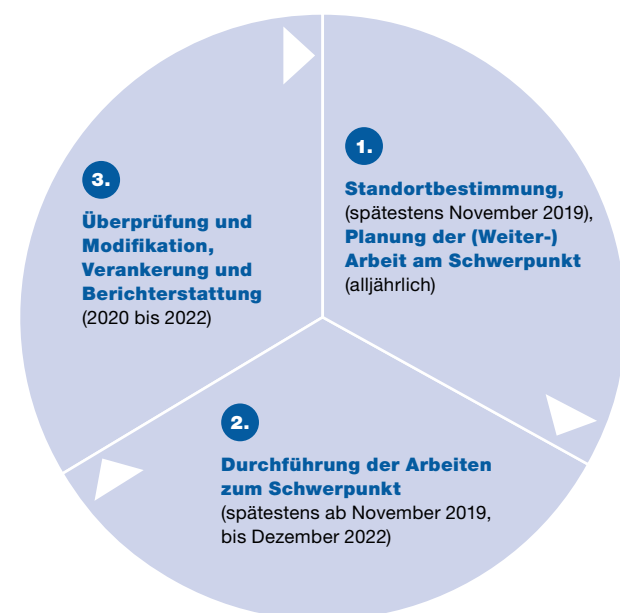 1.
Standortbestimmung,
(spätestens November 2019),
Planung der (Weiter-)
Arbeit am Schwerpunkt
(alljährlich)
2.
Durchführung der Arbeiten
zum Schwerpunkt
(spätestens ab November 2019,
bis Dezember 2022)
3.
Überprüfung und
Modifikation,
Verankerung und
Berichterstattung
(2020 bis 2022)